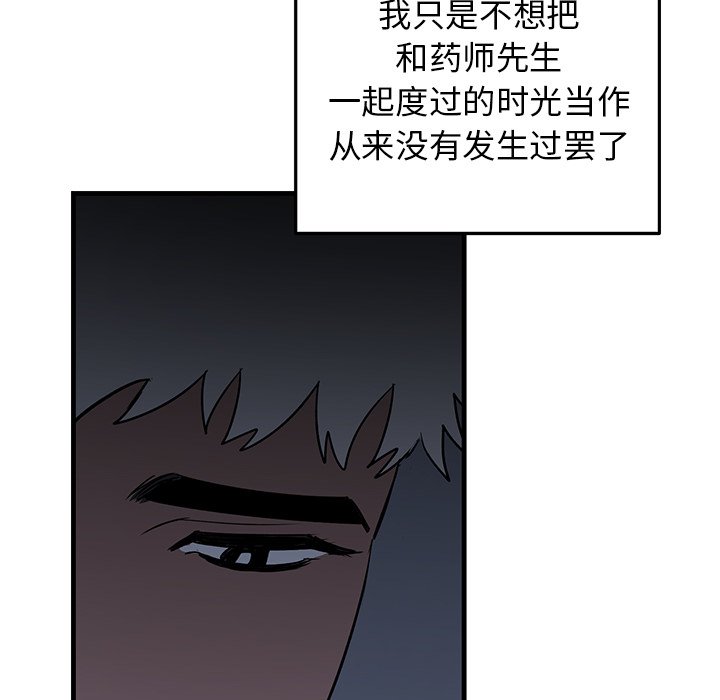 我只是不想把
和药师先生
一起度过的时光当作
从来没有发生过罢了